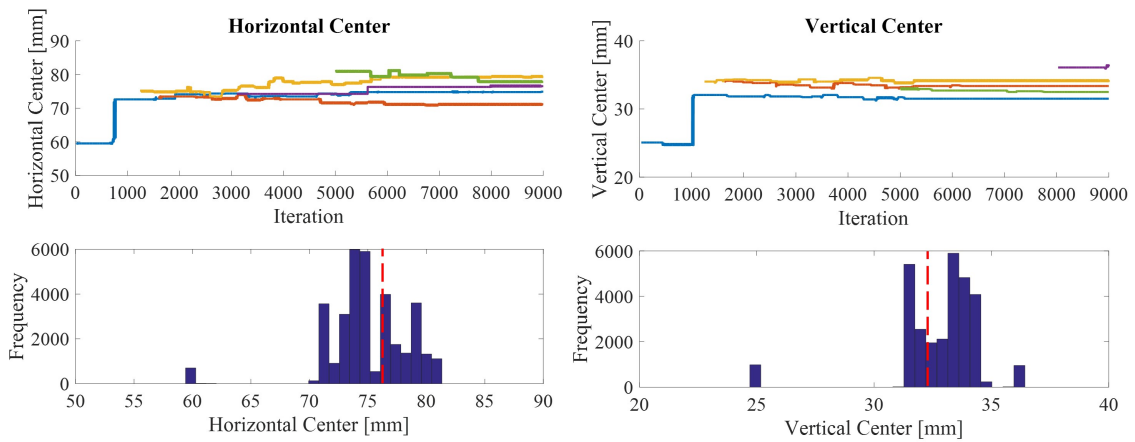 Horizontal Center
Horizontal Center [mm]
90
80
70
60
50
0 1000 2000 3000 4000 5000 6000 7000 8000 9000
Iteration
Vertical Center
Vertical Center [mm]
40
30
20
0 1000 2000 3000 4000 5000 6000 7000 8000 9000
Iteration
Frequency
6000
4000
2000
0
50 55 60 65 70 75 80 85 90
Horizontal Center [mm]
Frequency
6000
4000
2000
0
20 25 30 35 40
Vertical Center [mm]